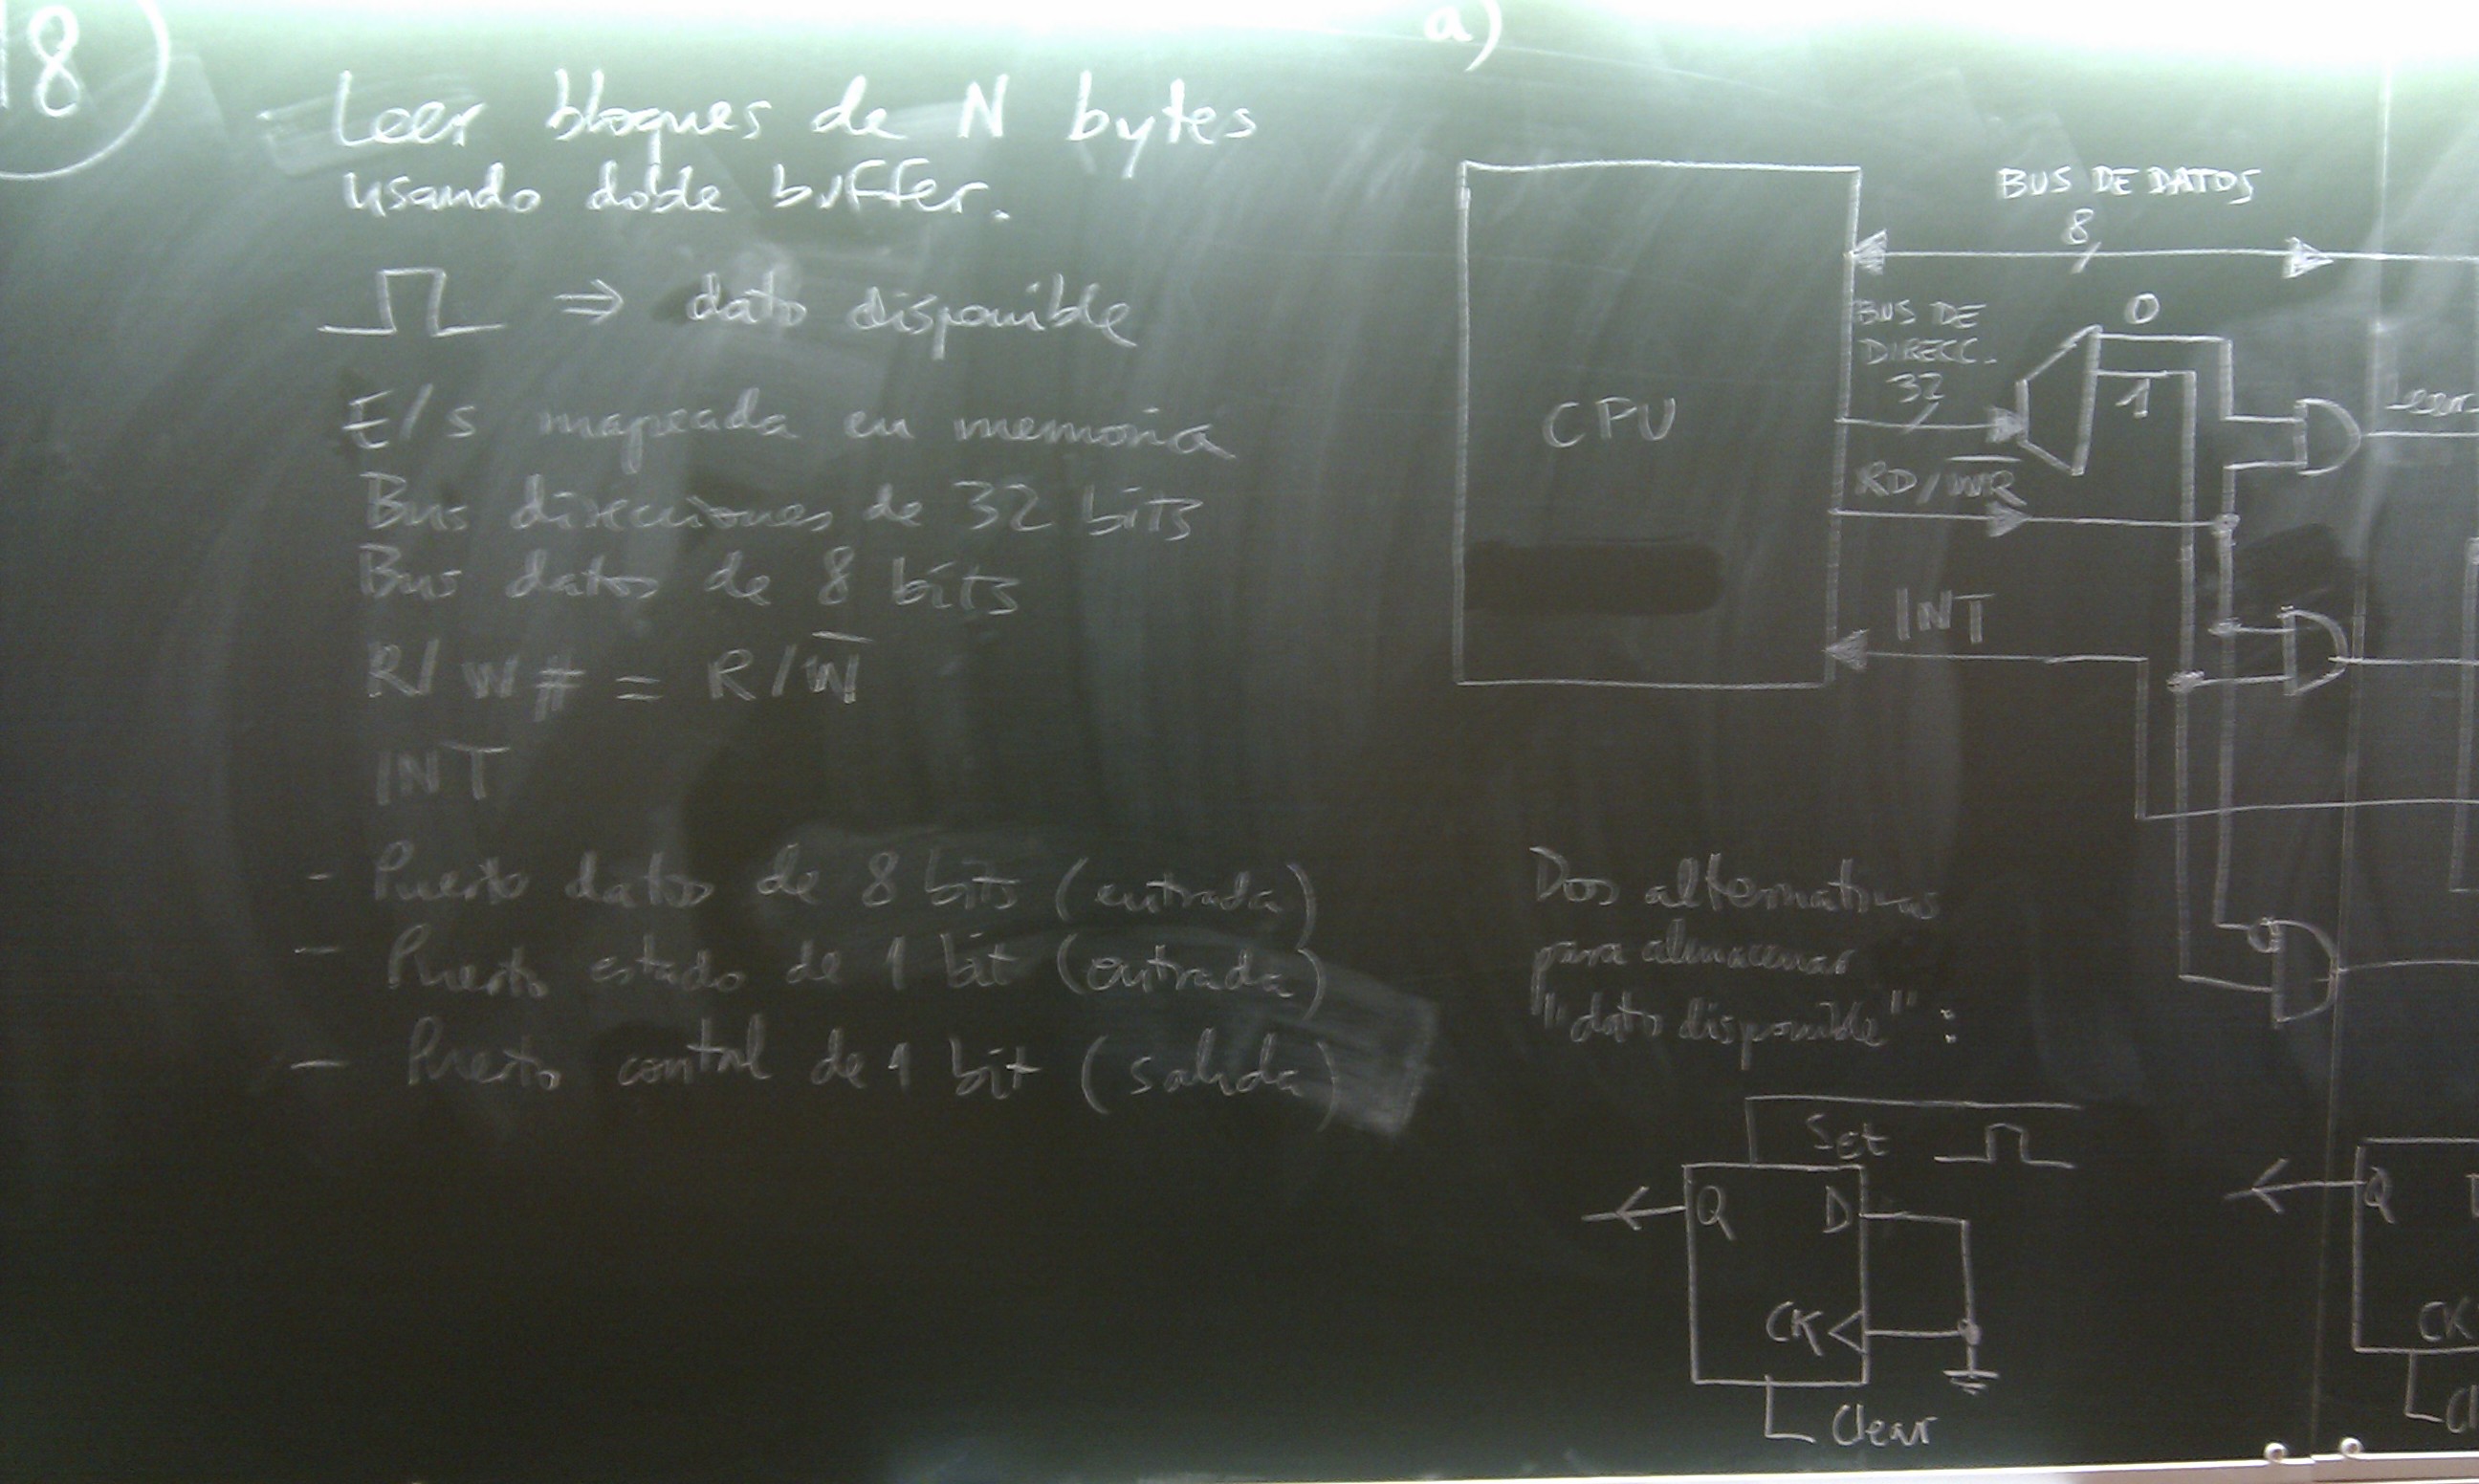 18
- Leer bloques de N bytes
usando doble buffer.
⇒ dato disponible
E/S mapeada en memoria
Bus direcciones de 32 bits
Bus datos de 8 bits
R/W# = R/W̅
INT
- Puerto datos de 8 bits (entrada)
- Puerto estado de 1 bit (entrada)
- Puerto control de 1 bit (salida)
a)
CPU
BUS DE DATOS
8
BUS DE
DIRECC.
32
0
1
Leer
RD/W̅R̅
INT
Dos alternativas
para almacenar
"dato disponible":
Set
Q D
CK
Clear
Q
CK
Cl